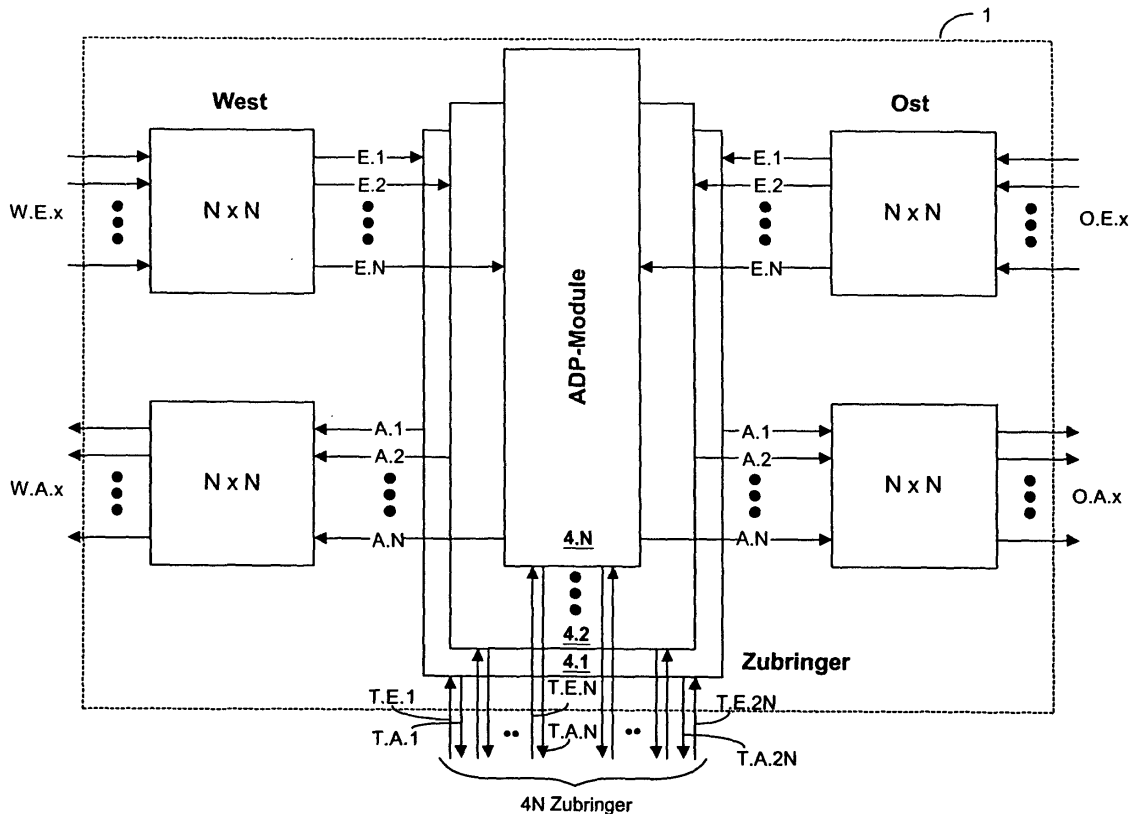 1
West
Ost
E.1
E.1
E.2
E.2
W.E.x
N x N
N x N
O.E.x
E.N
E.N
ADP-Module
A.1
A.1
A.2
A.2
W.A.x
N x N
N x N
O.A.x
A.N
4.N
A.N
4.2
4.1
Zubringer
T.E.1
T.E.N
T.E.2N
T.A.1
T.A.N
T.A.2N
4N Zubringer